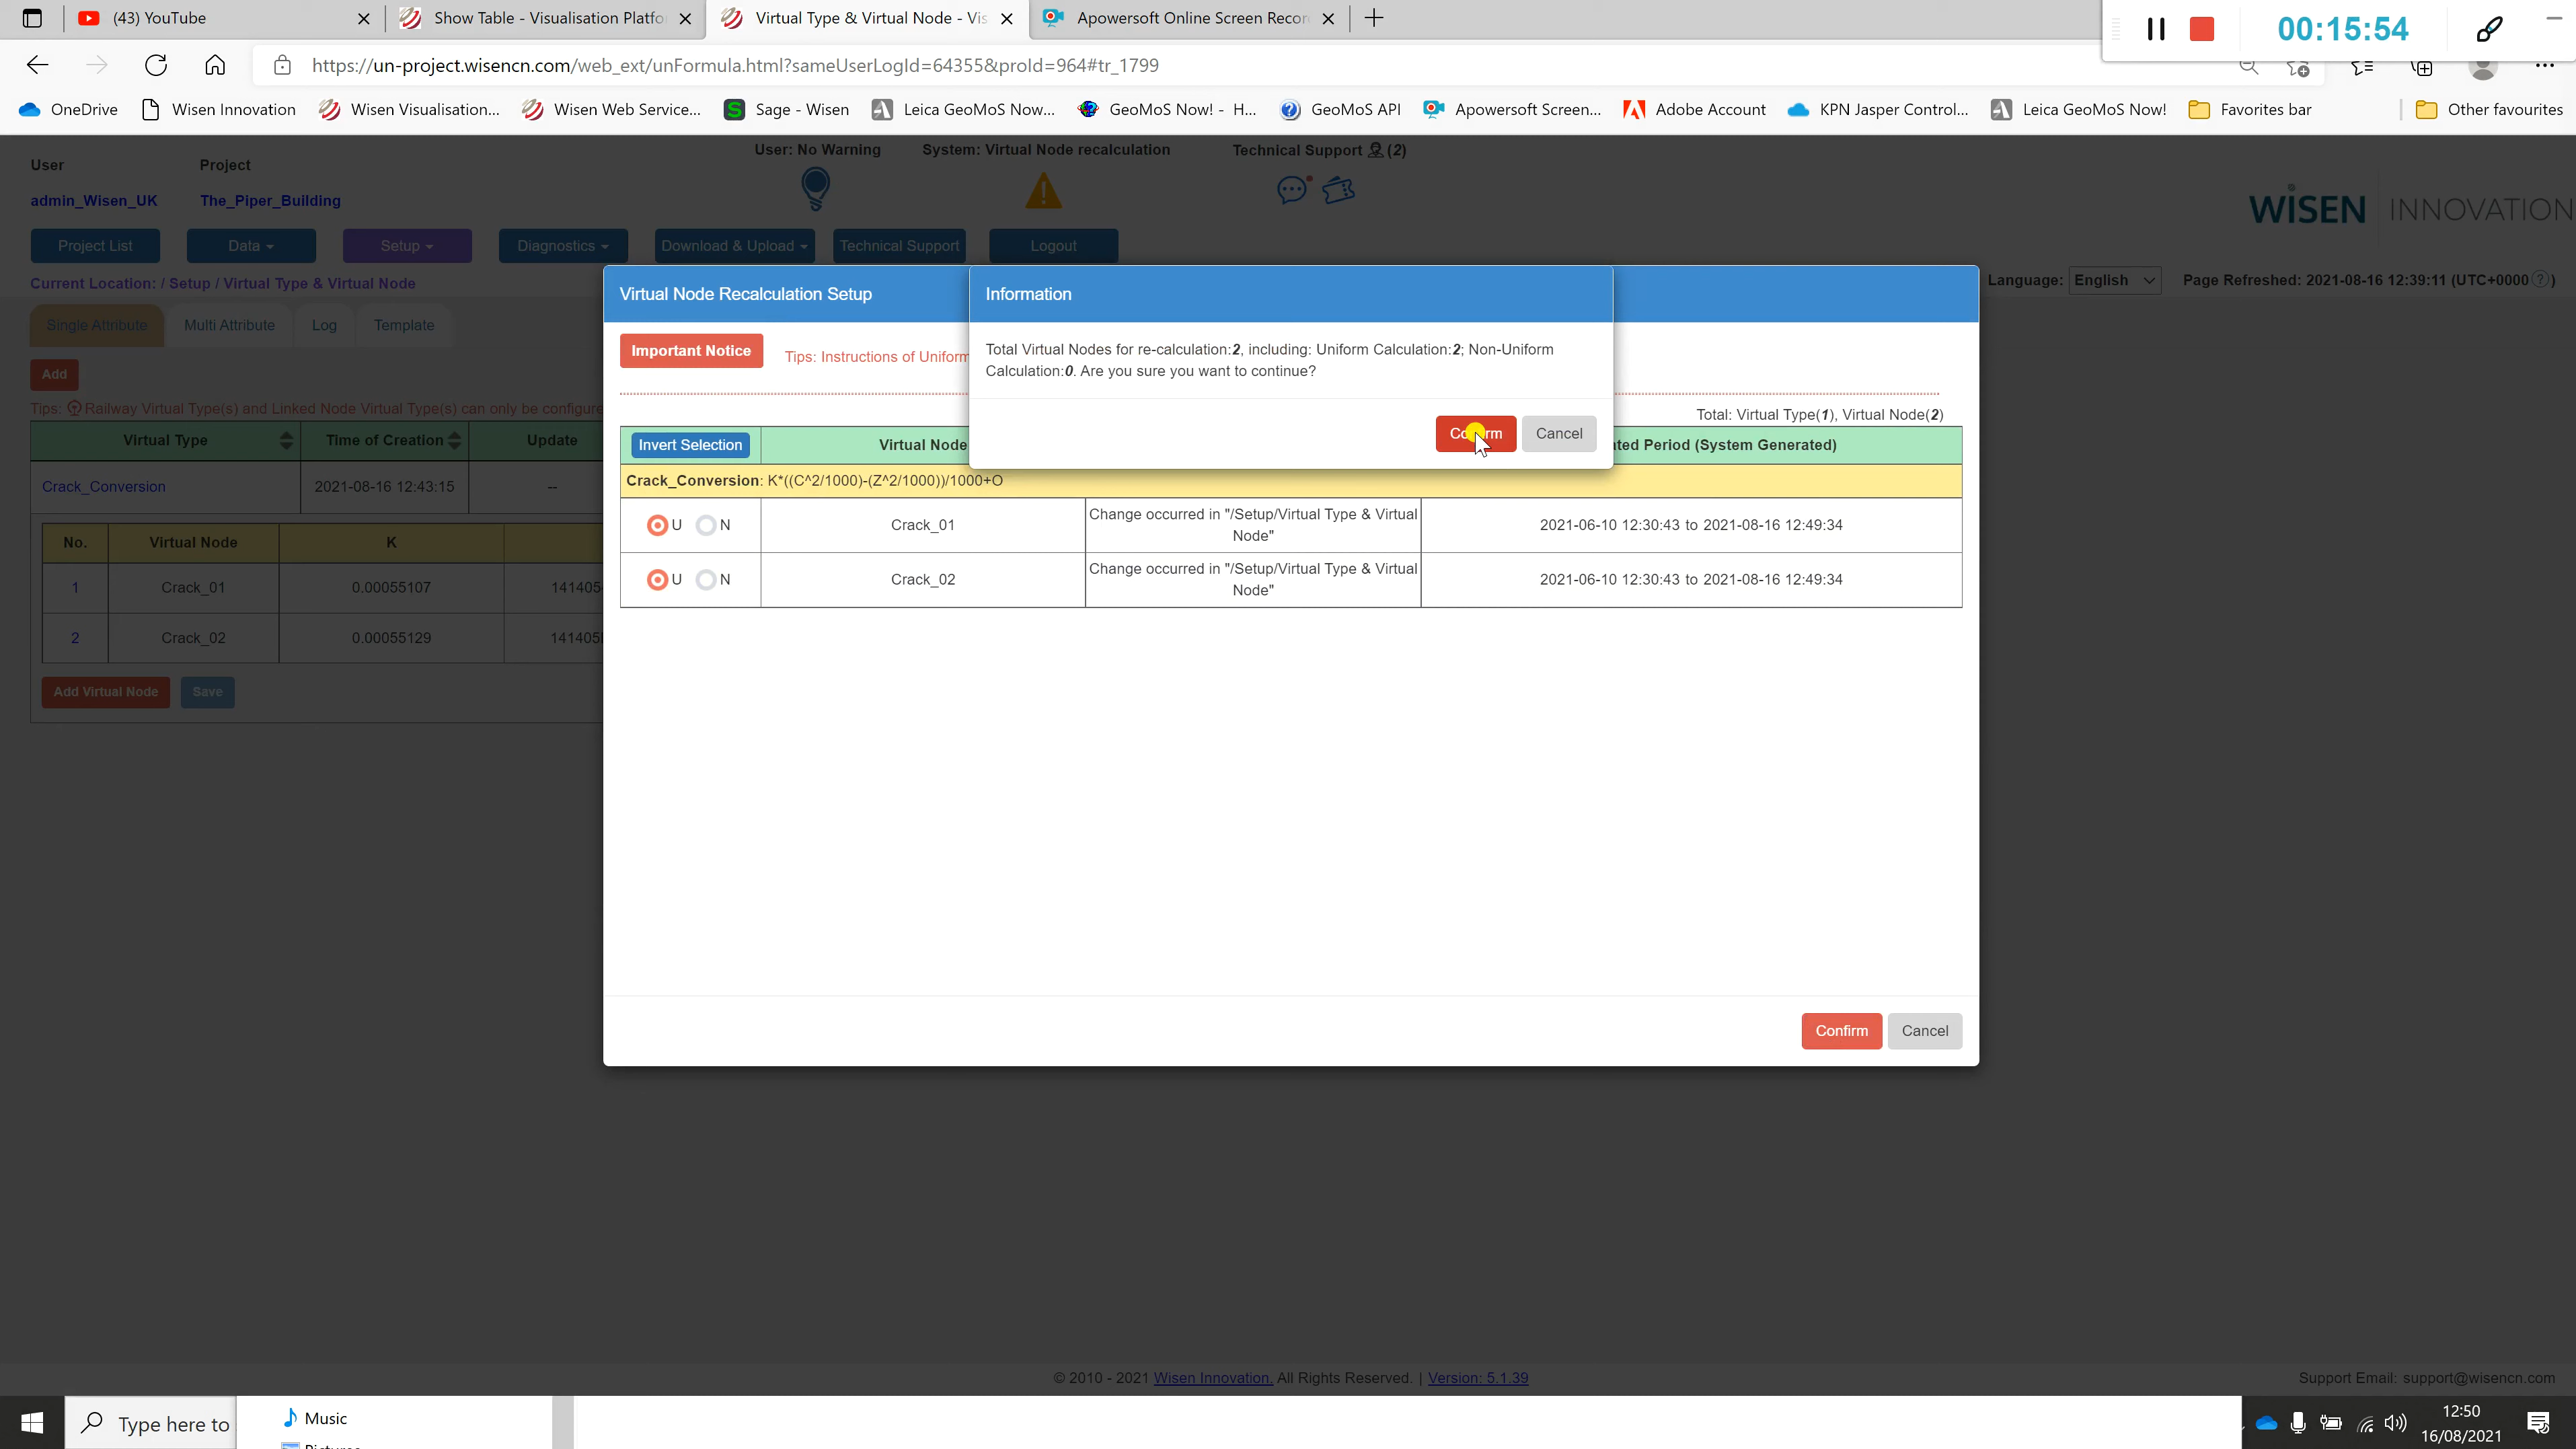 (43) YouTube
Show Table - Visualisation Platfo
Virtual Type & Virtual Node - Vis
Apowersoft Online Screen Recor
00:15:54
https://un-project.wisencn.com/web_ext/unFormula.html?sameUserLogId=64355&proId=964#tr_1799
OneDrive
Wisen Innovation
Wisen Visualisation...
Wisen Web Service...
Sage - Wisen
Leica GeoMoS Now...
GeoMoS Now! - H...
GeoMoS API
Apowersoft Screen...
Adobe Account
KPN Jasper Control...
Leica GeoMoS Now!
Favorites bar
Other favourites
User
Project
User: No Warning
System: Virtual Node recalculation
Technical Support (2)
admin_Wisen_UK
The_Piper_Building
WiSEN INNOVATION
Project List
Data
Setup
Diagnostics
Download & Upload
Technical Support
Logout
Current Location: / Setup / Virtual Type & Virtual Node
Language: English
Page Refreshed: 2021-08-16 12:39:11 (UTC+0000 ?)
Single Attribute
Multi Attribute
Log
Template
Add
Tips: Railway Virtual Type(s) and Linked Node Virtual Type(s) can only be configure
Virtual Type
Time of Creation
Update
Crack_Conversion
2021-08-16 12:43:15
--
No.
Virtual Node
K
1
Crack_01
0.00055107
141405
2
Crack_02
0.00055129
141405
Add Virtual Node
Save
Virtual Node Recalculation Setup
Important Notice
Tips: Instructions of Uniform
Total: Virtual Type(1), Virtual Node(2)
Invert Selection
Virtual Node
ted Period (System Generated)
Crack_Conversion: K*((C^2/1000)-(Z^2/1000))/1000+O
U N
Crack_01
Change occurred in "/Setup/Virtual Type & Virtual
Node"
2021-06-10 12:30:43 to 2021-08-16 12:49:34
U N
Crack_02
Change occurred in "/Setup/Virtual Type & Virtual
Node"
2021-06-10 12:30:43 to 2021-08-16 12:49:34
Confirm
Cancel
Information
Total Virtual Nodes for re-calculation:2, including: Uniform Calculation:2; Non-Uniform
Calculation:0. Are you sure you want to continue?
Confirm
Cancel
© 2010 - 2021 Wisen Innovation. All Rights Reserved. | Version: 5.1.39
Support Email: support@wisencn.com
Type here to
Music
12:50
16/08/2021